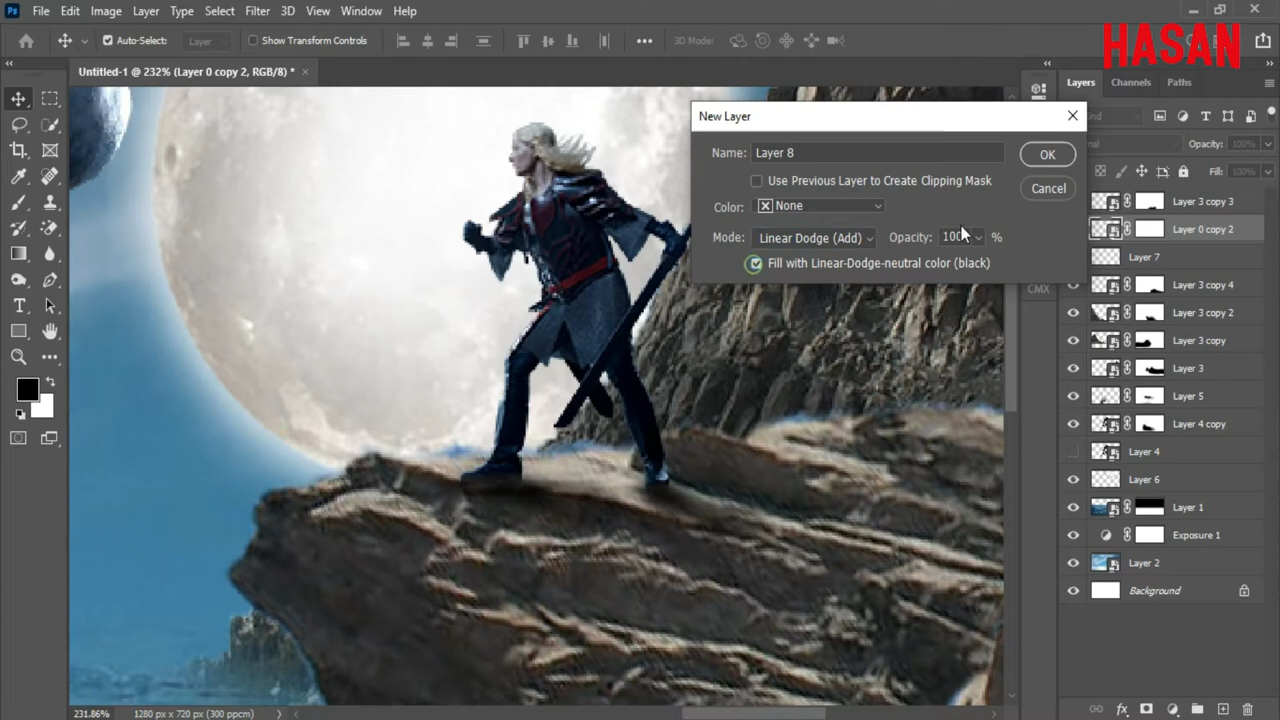 Ps File Edit Image Layer Type Select Filter 3D View Window Help
HASAN
Auto-Select: Layer Show Transform Controls 3D Mode:
Untitled-1 @ 232% (Layer 0 copy 2, RGB/8) *
Layers Channels Paths
New Layer
Name: Layer 8
OK
Use Previous Layer to Create Clipping Mask
Cancel
Color: None
Mode: Linear Dodge (Add) Opacity: 100 %
Fill with Linear-Dodge-neutral color (black)
CMX
Opacity: 100%
Fill: 100%
Layer 3 copy 3
Layer 0 copy 2
Layer 7
Layer 3 copy 4
Layer 3 copy 2
Layer 3 copy
Layer 3
Layer 5
Layer 4 copy
Layer 4
Layer 6
Layer 1
Exposure 1
Layer 2
Background
231.86% 1280 px x 720 px (300 ppcm)